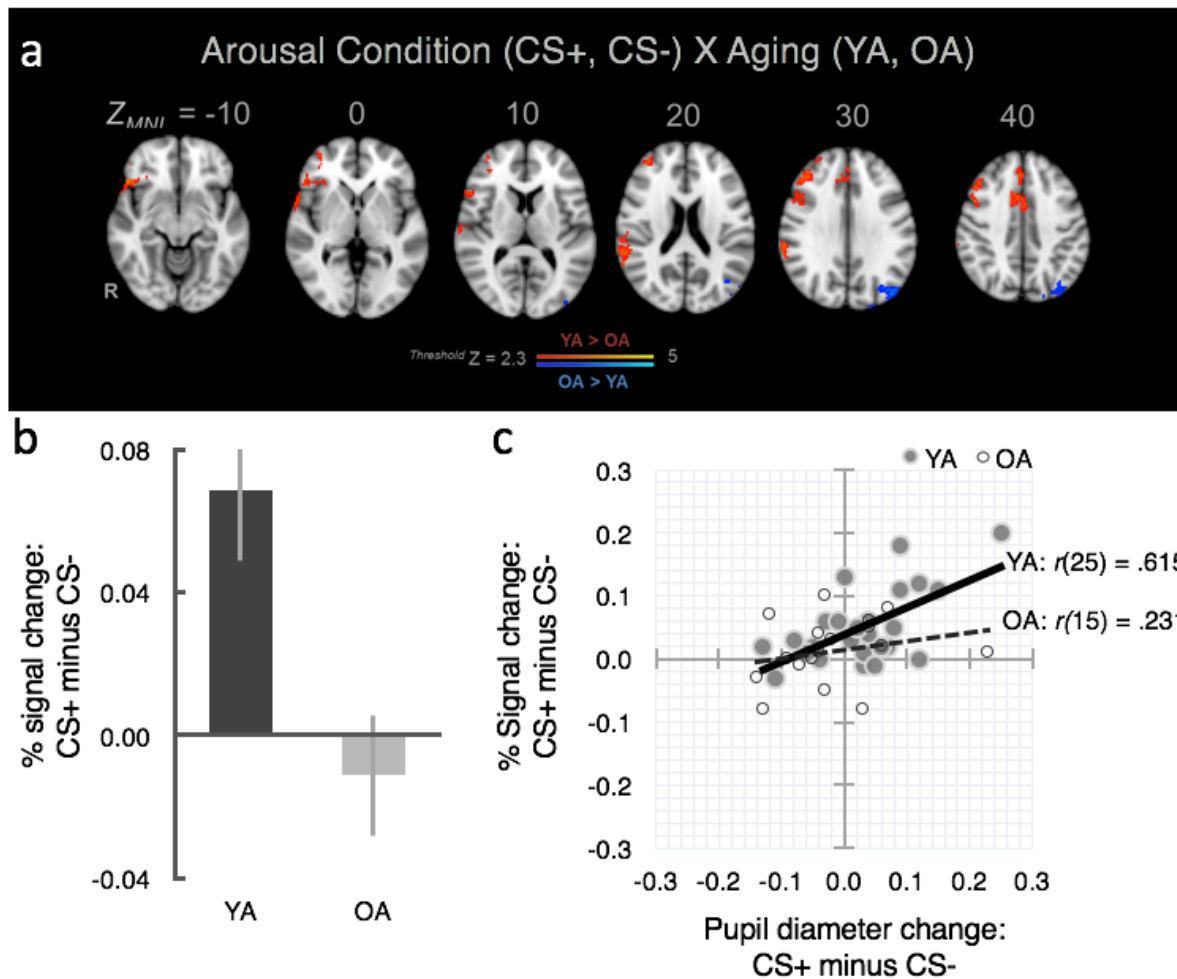 a
Arousal Condition (CS+, CS-) X Aging (YA, OA)
Z_MNI = -10 0 10 20 30 40
R
YA > OA
Threshold Z = 2.3 5
OA > YA
b
0.08
0.04
0.00
-0.04
% signal change:
CS+ minus CS-
YA OA
c
YA OA
0.3
0.2
0.1
0.0
-0.1
-0.2
-0.3
% Signal change:
CS+ minus CS-
YA: r(25) = .615
OA: r(15) = .231
-0.3 -0.2 -0.1 0.0 0.1 0.2 0.3
Pupil diameter change:
CS+ minus CS-